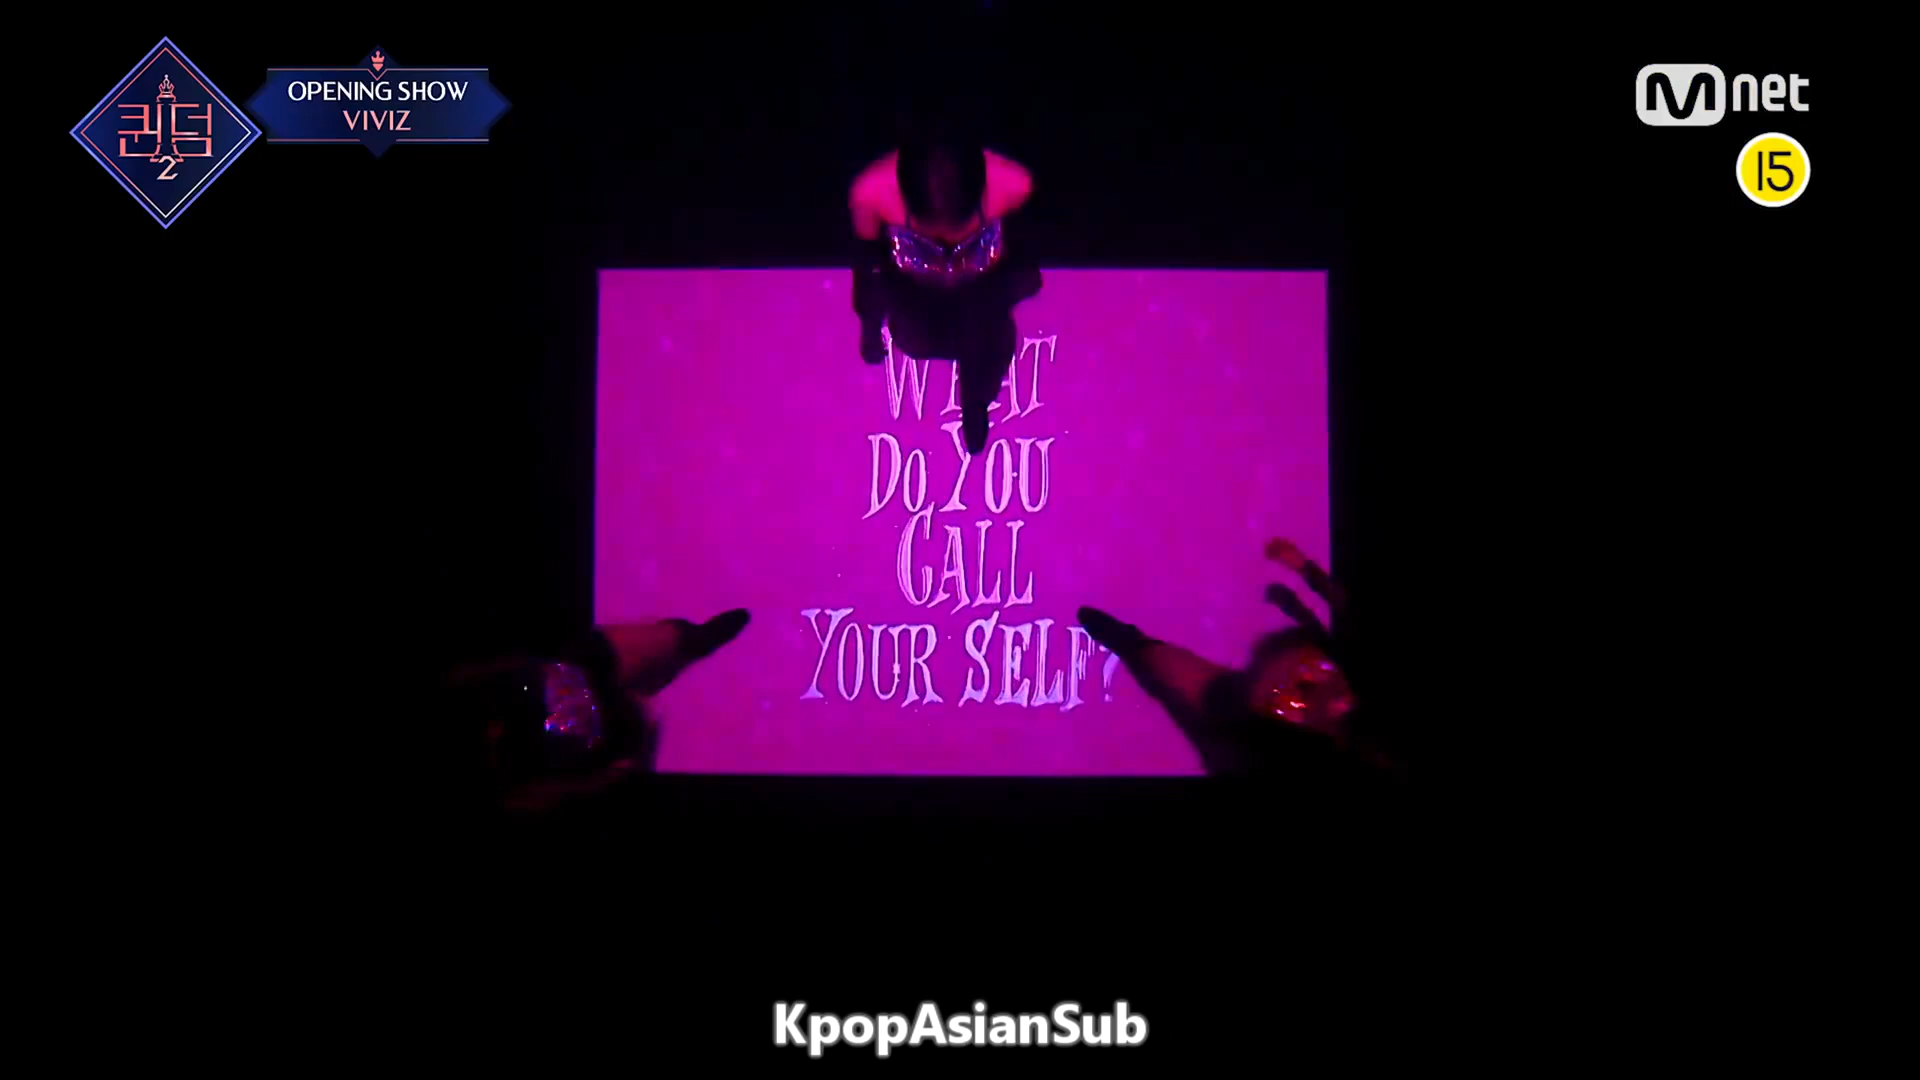 퀸덤
2
OPENING SHOW
VIVIZ
Mnet
15
WHAT
DO YOU
CALL
YOUR SELF?
KpopAsianSub